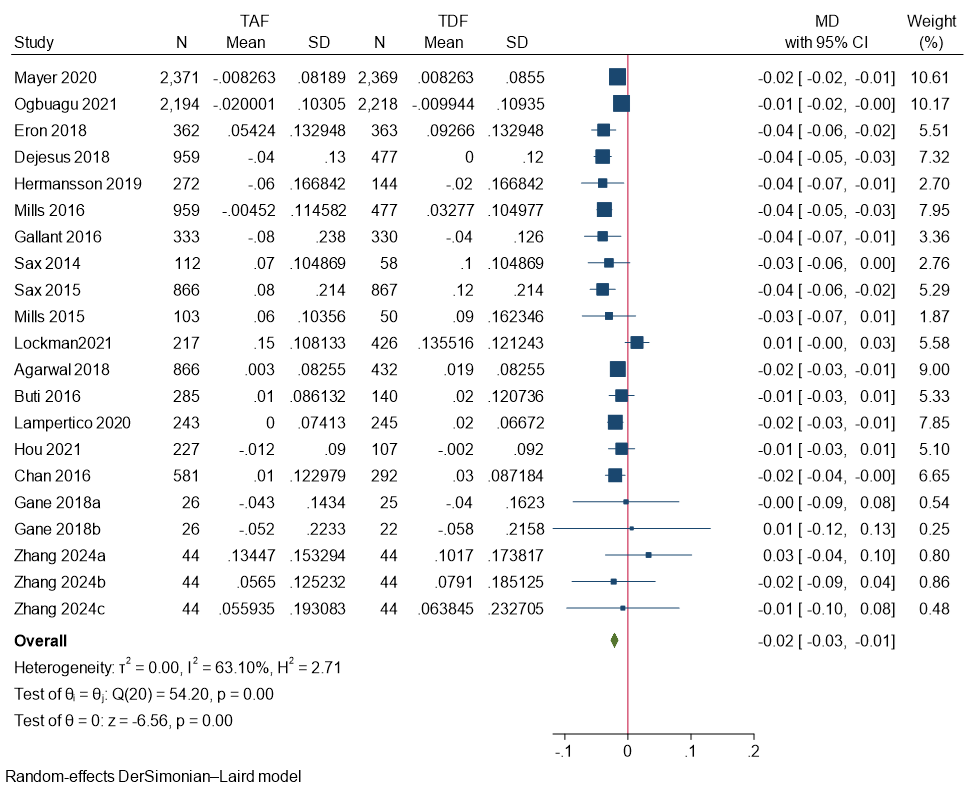 TAF TDF MD Weight
Study N Mean SD N Mean SD with 95% CI (%)
Mayer 2020 2,371 -.008263 .08189 2,369 .008263 .0855 -0.02 [ -0.02, -0.01] 10.61
Ogbuagu 2021 2,194 -.020001 .10305 2,218 -.009944 .10935 -0.01 [ -0.02, -0.00] 10.17
Eron 2018 362 .05424 .132948 363 .09266 .132948 -0.04 [ -0.06, -0.02] 5.51
Dejesus 2018 959 -.04 .13 477 0 .12 -0.04 [ -0.05, -0.03] 7.32
Hermansson 2019 272 -.06 .166842 144 -.02 .166842 -0.04 [ -0.07, -0.01] 2.70
Mills 2016 959 -.00452 .114582 477 .03277 .104977 -0.04 [ -0.05, -0.03] 7.95
Gallant 2016 333 -.08 .238 330 -.04 .126 -0.04 [ -0.07, -0.01] 3.36
Sax 2014 112 .07 .104869 58 .1 .104869 -0.03 [ -0.06, 0.00] 2.76
Sax 2015 866 .08 .214 867 .12 .214 -0.04 [ -0.06, -0.02] 5.29
Mills 2015 103 .06 .10356 50 .09 .162346 -0.03 [ -0.07, 0.01] 1.87
Lockman2021 217 .15 .108133 426 .135516 .121243 0.01 [ -0.00, 0.03] 5.58
Agarwal 2018 866 .003 .08255 432 .019 .08255 -0.02 [ -0.03, -0.01] 9.00
Buti 2016 285 .01 .086132 140 .02 .120736 -0.01 [ -0.03, 0.01] 5.33
Lampertico 2020 243 0 .07413 245 .02 .06672 -0.02 [ -0.03, -0.01] 7.85
Hou 2021 227 -.012 .09 107 -.002 .092 -0.01 [ -0.03, 0.01] 5.10
Chan 2016 581 .01 .122979 292 .03 .087184 -0.02 [ -0.04, -0.00] 6.65
Gane 2018a 26 -.043 .1434 25 -.04 .1623 -0.00 [ -0.09, 0.08] 0.54
Gane 2018b 26 -.052 .2233 22 -.058 .2158 0.01 [ -0.12, 0.13] 0.25
Zhang 2024a 44 .13447 .153294 44 .1017 .173817 0.03 [ -0.04, 0.10] 0.80
Zhang 2024b 44 .0565 .125232 44 .0791 .185125 -0.02 [ -0.09, 0.04] 0.86
Zhang 2024c 44 .055935 .193083 44 .063845 .232705 -0.01 [ -0.10, 0.08] 0.48
Overall -0.02 [ -0.03, -0.01]
Heterogeneity: τ² = 0.00, I² = 63.10%, H² = 2.71
Test of θᵢ = θⱼ: Q(20) = 54.20, p = 0.00
Test of θ = 0: z = -6.56, p = 0.00
-.1 0 .1 .2
Random-effects DerSimonian–Laird model